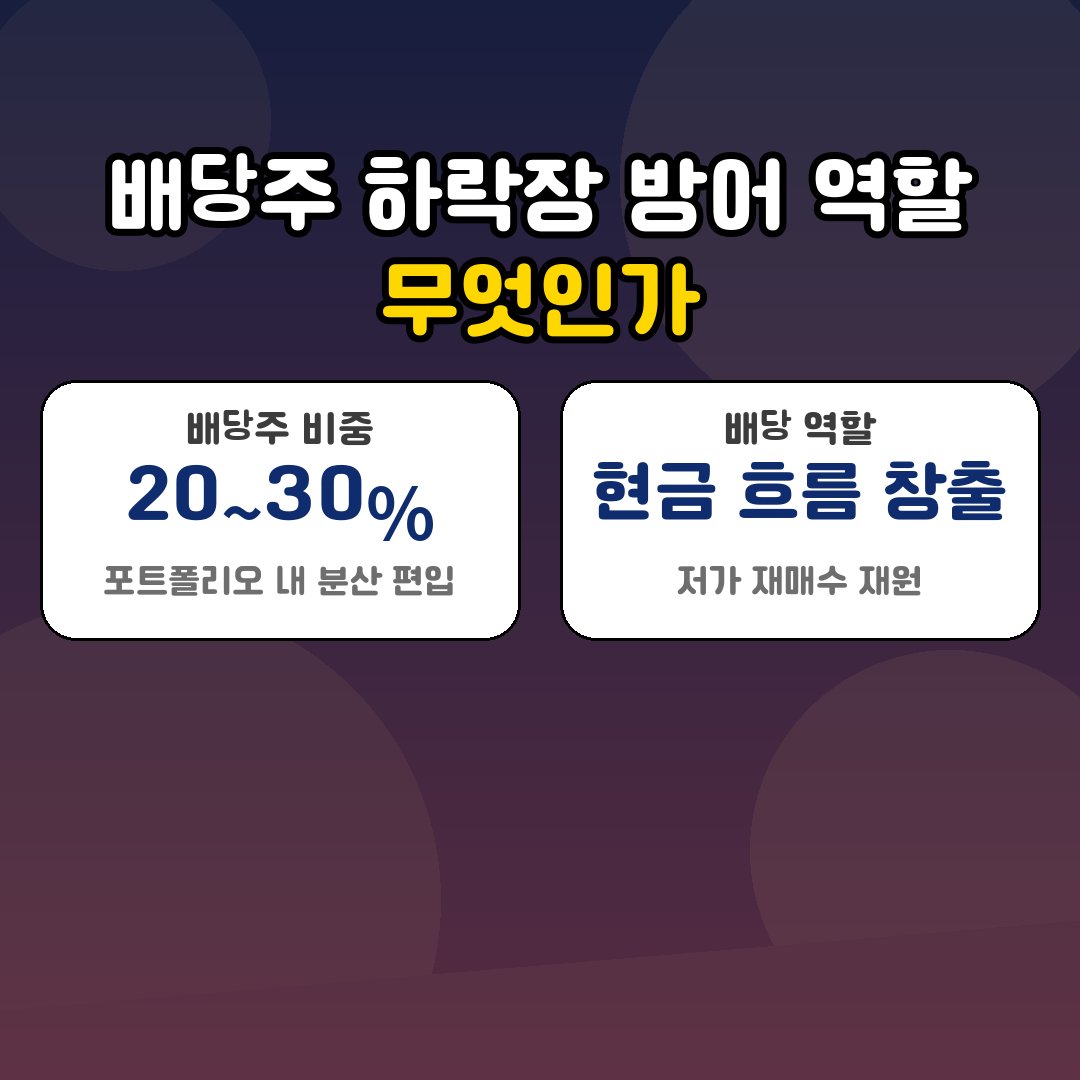 배당주 하락장 방어 역할
무엇인가
배당주 비중
20~30%
포트폴리오 내 분산 편입
배당 역할
현금 흐름 창출
저가 재매수 재원